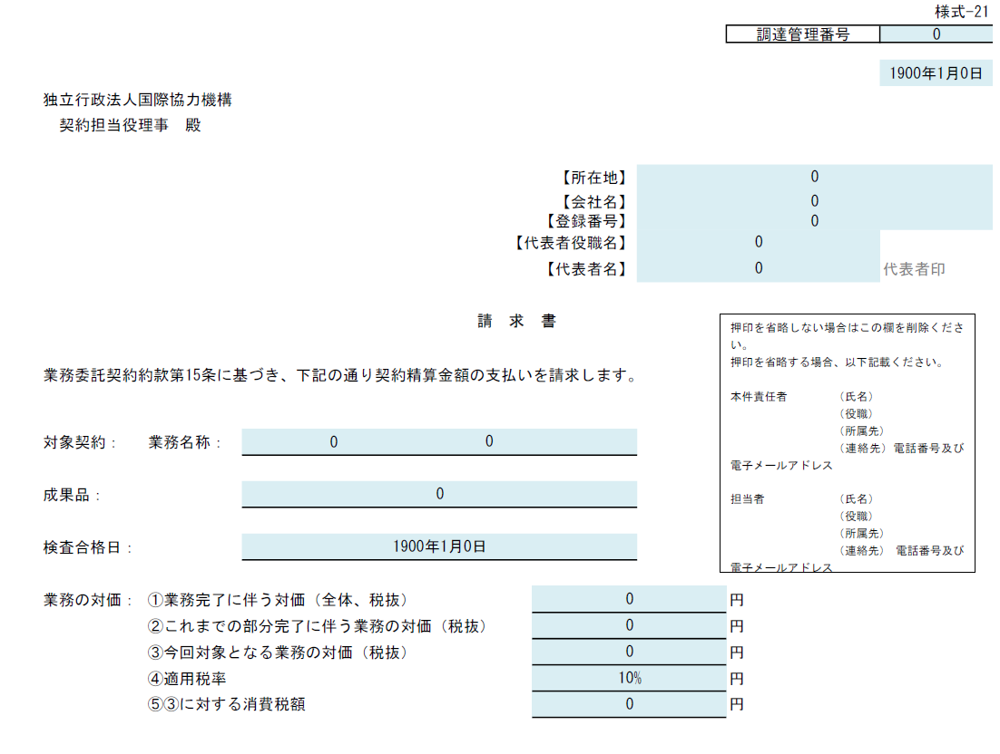 様式-21
調達管理番号 0
1900年1月0日
独立行政法人国際協力機構
契約担当役理事 殿
【所在地】 0
【会社名】 0
【登録番号】 0
【代表者役職名】 0
【代表者名】 0 代表者印
請 求 書
業務委託契約約款第15条に基づき、下記の通り契約精算金額の支払いを請求します。
押印を省略しない場合はこの欄を削除くださ
い。
押印を省略する場合、以下記載ください。
本件責任者 （氏名）
（役職）
（所属先）
（連絡先）電話番号及び
電子メールアドレス
担当者 （氏名）
（役職）
（所属先）
（連絡先） 電話番号及び
電子メールアドレス
対象契約： 業務名称： 0 0
成果品： 0
検査合格日： 1900年1月0日
業務の対価： ①業務完了に伴う対価（全体、税抜） 0 円
②これまでの部分完了に伴う業務の対価（税抜） 0 円
③今回対象となる業務の対価（税抜） 0 円
④適用税率 10% 円
⑤③に対する消費税額 0 円